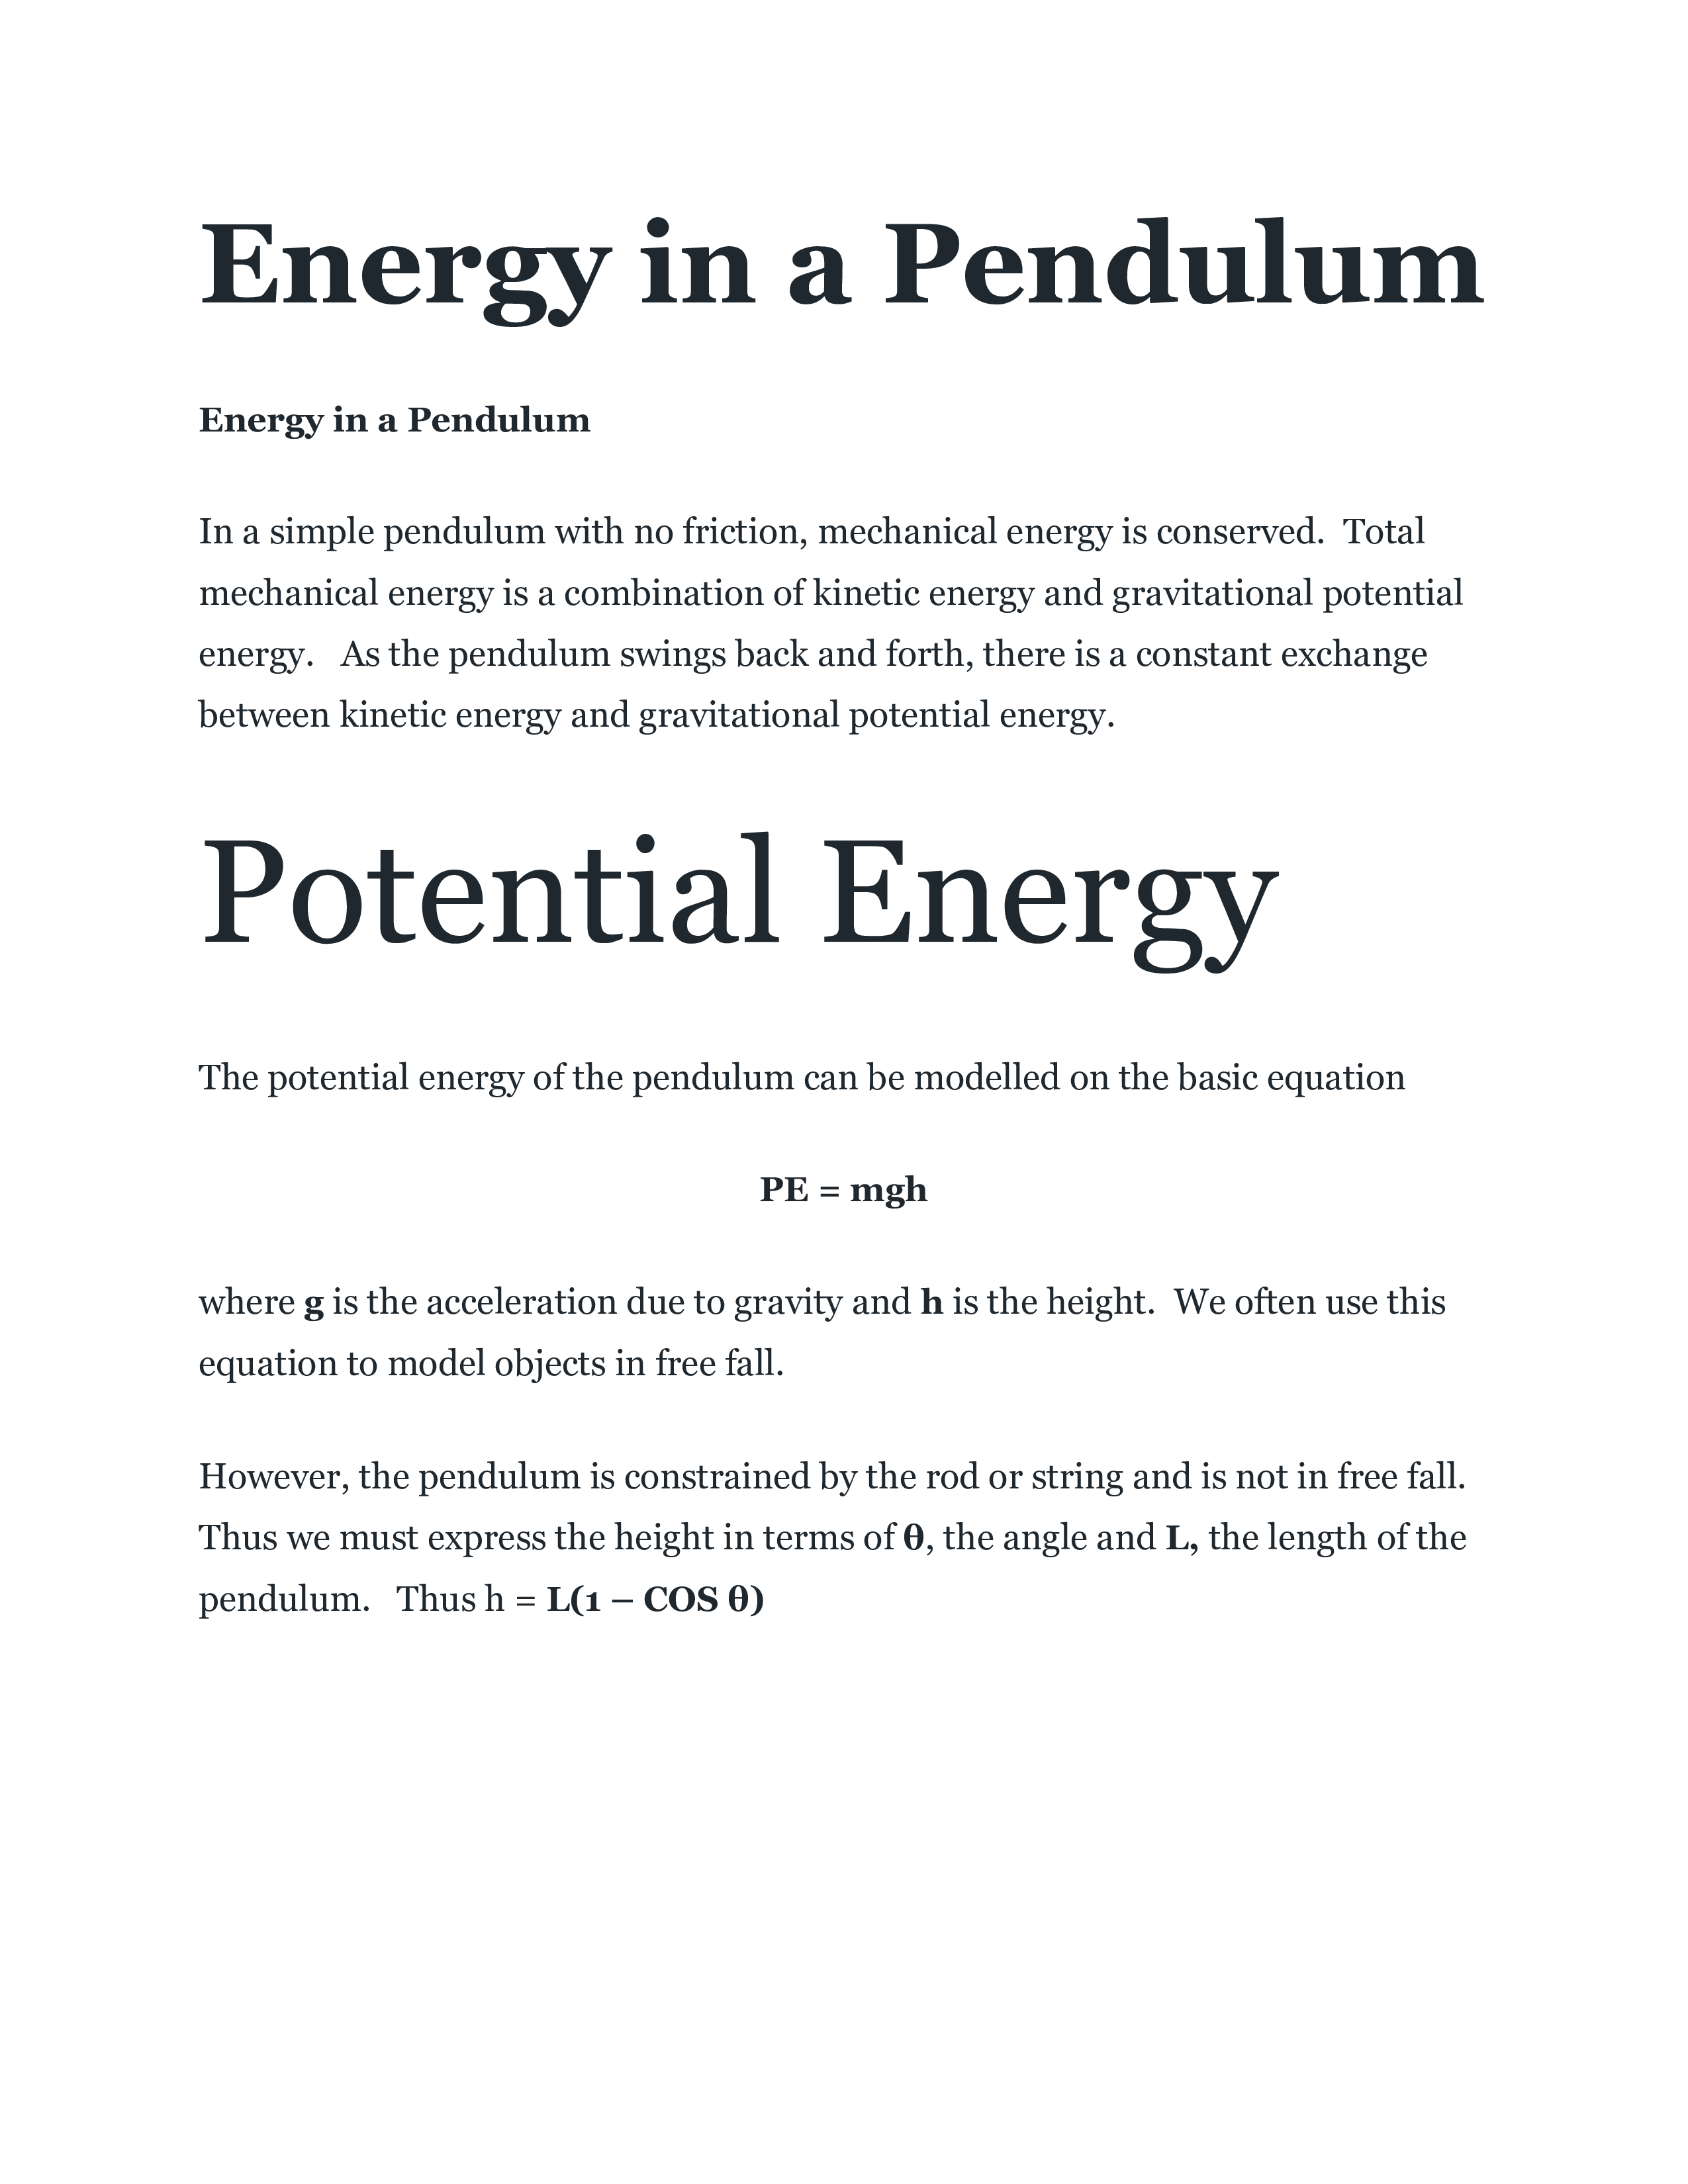 Energy in a Pendulum
Energy in a Pendulum
In a simple pendulum with no friction, mechanical energy is conserved.  Total
mechanical energy is a combination of kinetic energy and gravitational potential
energy.   As the pendulum swings back and forth, there is a constant exchange
between kinetic energy and gravitational potential energy.
Potential Energy
The potential energy of the pendulum can be modelled on the basic equation
PE = mgh
where g is the acceleration due to gravity and h is the height.  We often use this
equation to model objects in free fall.
However, the pendulum is constrained by the rod or string and is not in free fall.
Thus we must express the height in terms of θ, the angle and L, the length of the
pendulum.   Thus h = L(1 – COS θ)